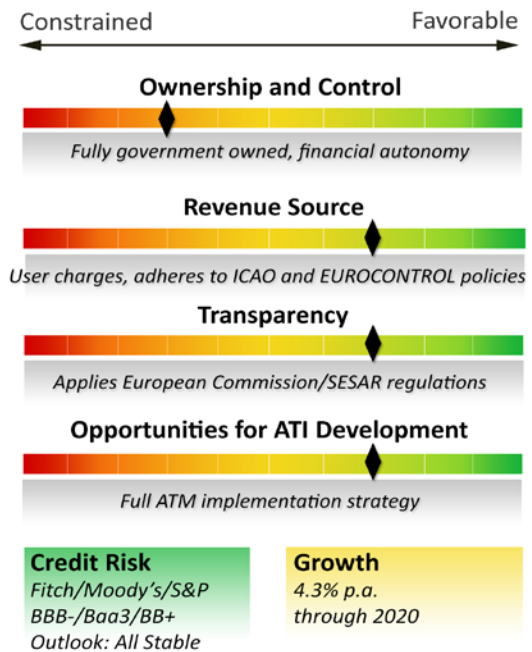 Constrained Favorable
Ownership and Control
Fully government owned, financial autonomy
Revenue Source
User charges, adheres to ICAO and EUROCONTROL policies
Transparency
Applies European Commission/SESAR regulations
Opportunities for ATI Development
Full ATM implementation strategy
Credit Risk
Fitch/Moody's/S&P
BBB-/Baa3/BB+
Outlook: All Stable
Growth
4.3% p.a.
through 2020